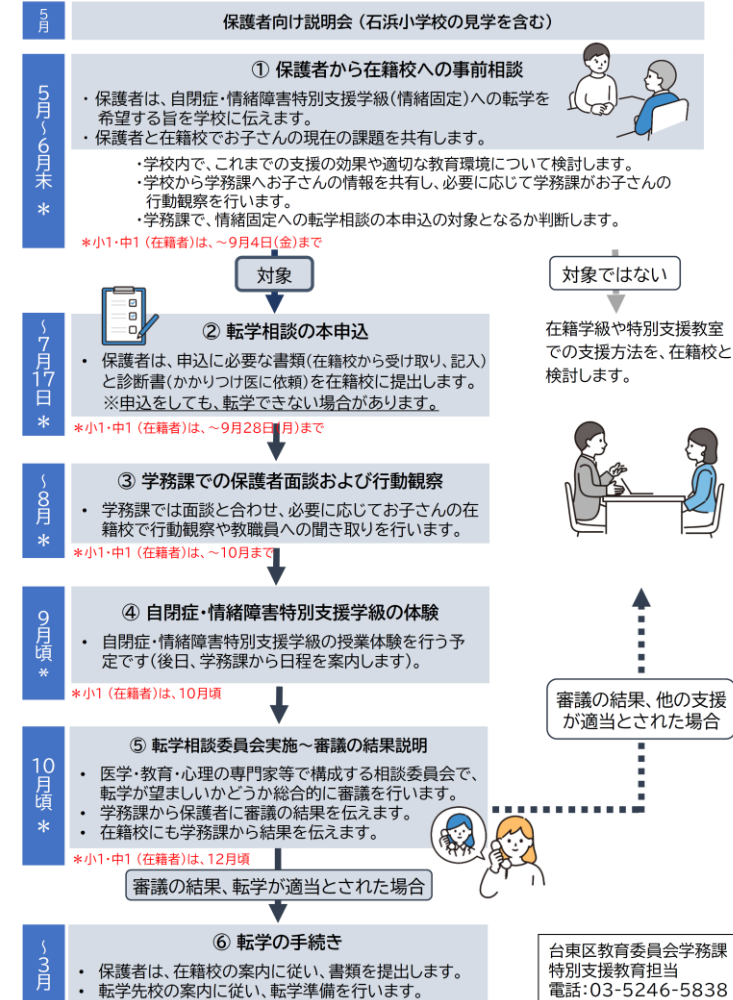 5月
保護者向け説明会（石浜小学校の見学を含む）
5月～6月末 *
① 保護者から在籍校への事前相談
・保護者は、自閉症・情緒障害特別支援学級（情緒固定）への転学を
希望する旨を学校に伝えます。
・保護者と在籍校でお子さんの現在の課題を共有します。
・学校内で、これまでの支援の効果や適切な教育環境について検討します。
・学校から学務課へお子さんの情報を共有し、必要に応じて学務課がお子さんの
行動観察を行います。
・学務課で、情緒固定への転学相談の本申込の対象となるか判断します。
*小1・中1（在籍者）は、～9月4日（金）まで
対象
対象ではない
在籍学級や特別支援教室
での支援方法を、在籍校と
検討します。
～7月17日 *
② 転学相談の本申込
• 保護者は、申込に必要な書類（在籍校から受け取り、記入）
と診断書（かかりつけ医に依頼）を在籍校に提出します。
※申込をしても、転学できない場合があります。
*小1・中1（在籍者）は、～9月28日（月）まで
～8月 *
③ 学務課での保護者面談および行動観察
• 学務課では面談と合わせ、必要に応じてお子さんの在
籍校で行動観察や教職員への聞き取りを行います。
*小1・中1（在籍者）は、～10月まで
9月頃 *
④ 自閉症・情緒障害特別支援学級の体験
• 自閉症・情緒障害特別支援学級の授業体験を行う予
定です（後日、学務課から日程を案内します）。
*小1（在籍者）は、10月頃
審議の結果、他の支援
が適当とされた場合
10月頃 *
⑤ 転学相談委員会実施～審議の結果説明
• 医学・教育・心理の専門家等で構成する相談委員会で、
転学が望ましいかどうか総合的に審議を行います。
• 学務課から保護者に審議の結果を伝えます。
• 在籍校にも学務課から結果を伝えます。
*小1・中1（在籍者）は、12月頃
審議の結果、転学が適当とされた場合
～3月
⑥ 転学の手続き
• 保護者は、在籍校の案内に従い、書類を提出します。
• 転学先校の案内に従い、転学準備を行います。
台東区教育委員会学務課
特別支援教育担当
電話：03-5246-5838